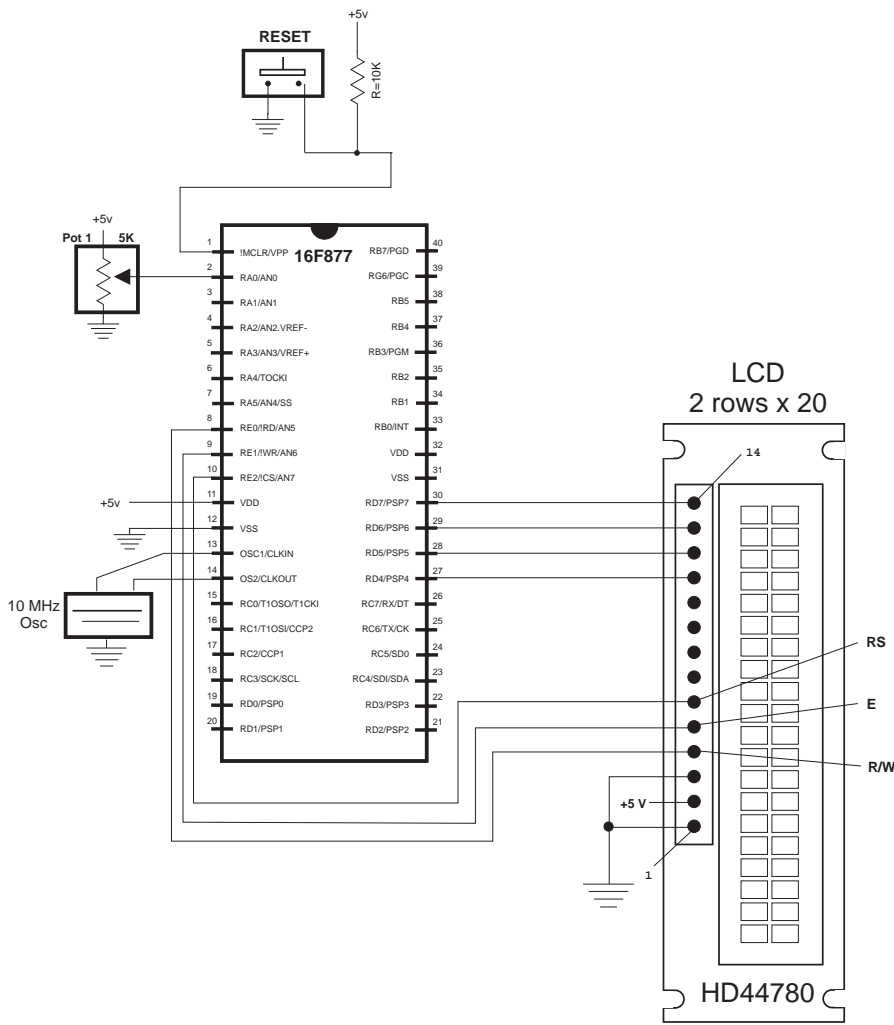 +5v
RESET
R=10K
+5v
Pot 1 5K
16F877
1 !MCLR/VPP
2 RA0/AN0
3 RA1/AN1
4 RA2/AN2.VREF-
5 RA3/AN3/VREF+
6 RA4/TOCKI
7 RA5/AN4/SS
8 RE0/!RD/AN5
9 RE1/!WR/AN6
10 RE2/!CS/AN7
+5v 11 VDD
12 VSS
13 OSC1/CLKIN
14 OS2/CLKOUT
10 MHz
Osc
15 RC0/T1OSO/T1CKI
16 RC1/T1OSI/CCP2
17 RC2/CCP1
18 RC3/SCK/SCL
19 RD0/PSP0
20 RD1/PSP1
RB7/PGD 40
RG6/PGC 39
RB5 38
RB4 37
RB3/PGM 36
RB2 35
RB1 34
RB0/INT 33
VDD 32
VSS 31
RD7/PSP7 30
RD6/PSP6 29
RD5/PSP5 28
RD4/PSP4 27
RC7/RX/DT 26
RC6/TX/CK 25
RC5/SD0 24
RC4/SDI/SDA 23
RD3/PSP3 22
RD2/PSP2 21
LCD
2 rows x 20
14
RS
E
R/W
+5 V
1
HD44780